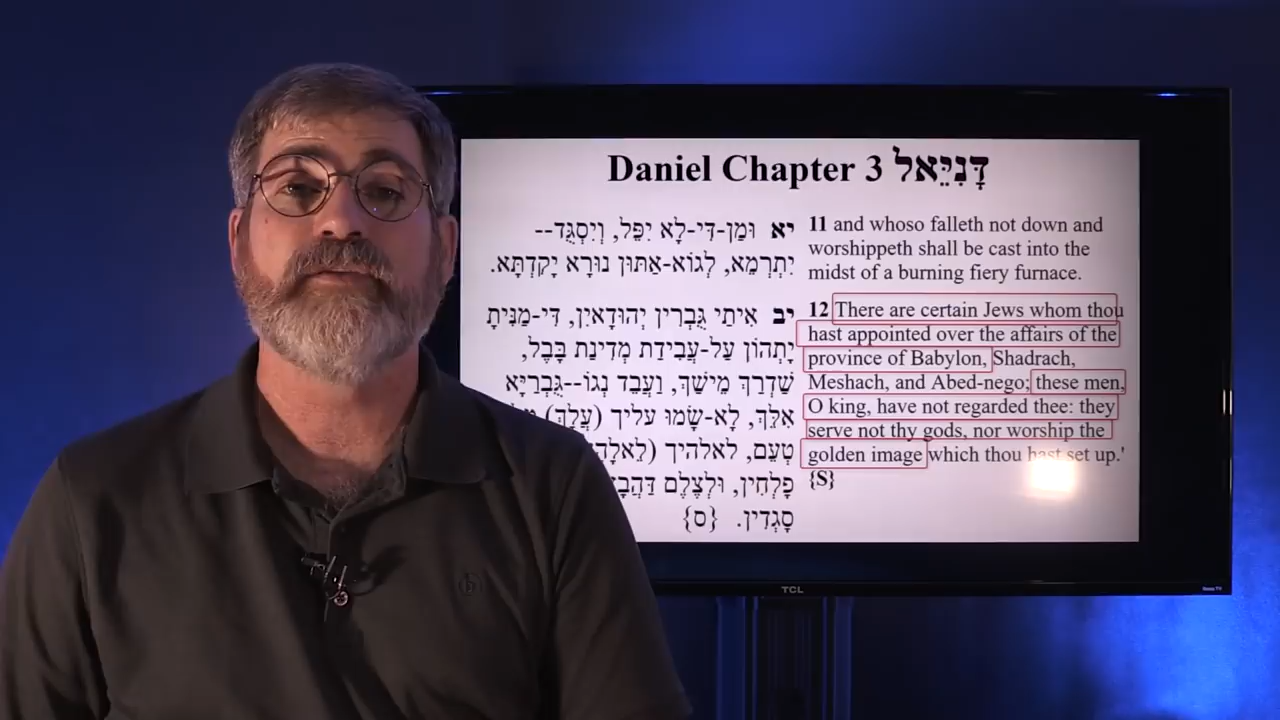 Daniel Chapter 3 דָּנִיֵּאל
יא וּמַן-דִּי-לָא יִפֵּל, וְיִסְגֻּד--
יִתְרְמֵא, לְגוֹא-אַתּוּן נוּרָא יָקִדְתָּא.
יב אִיתַי גֻּבְרִין יְהוּדָאיִן, דִּי-מַנִּיתָ
יָתְהוֹן עַל-עֲבִידַת מְדִינַת בָּבֶל,
שַׁדְרַךְ מֵישַׁךְ, וַעֲבֵד נְגוֹ--גֻּבְרַיָּא
אִלֵּךְ, לָא-שָׂמוּ עליך (עֲלָךְ)
טְעֵם, לאלהיך
פָלְחִין, וּלְצֶלֶם
סָגְדִין. {ס}
11 and whoso falleth not down and
worshippeth shall be cast into the
midst of a burning fiery furnace.
12 There are certain Jews whom thou
hast appointed over the affairs of the
province of Babylon, Shadrach,
Meshach, and Abed-nego; these men,
O king, have not regarded thee: they
serve not thy gods, nor worship the
golden image which thou hast set up.'
{S}
TCL